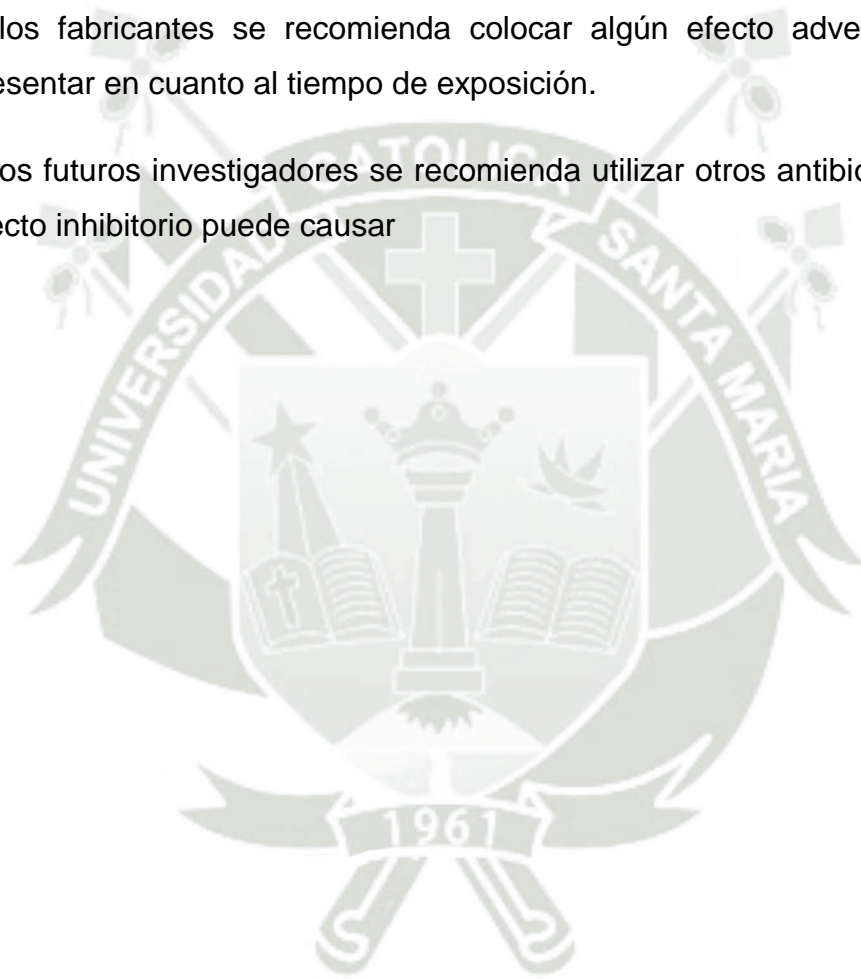 los fabricantes se recomienda colocar algún efecto adve
esentar en cuanto al tiempo de exposición.
os futuros investigadores se recomienda utilizar otros antibió
ecto inhibitorio puede causar
UNIVERSIDAD CATOLICA SANTA MARIA
1961